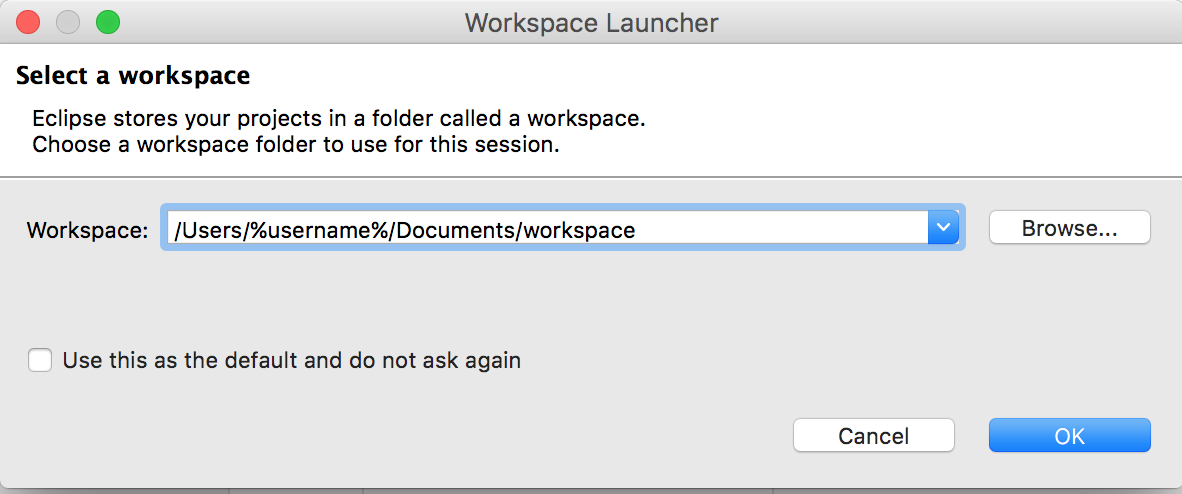 Workspace Launcher
Select a workspace
Eclipse stores your projects in a folder called a workspace.
Choose a workspace folder to use for this session.
Workspace: /Users/%username%/Documents/workspace Browse...
Use this as the default and do not ask again
Cancel OK